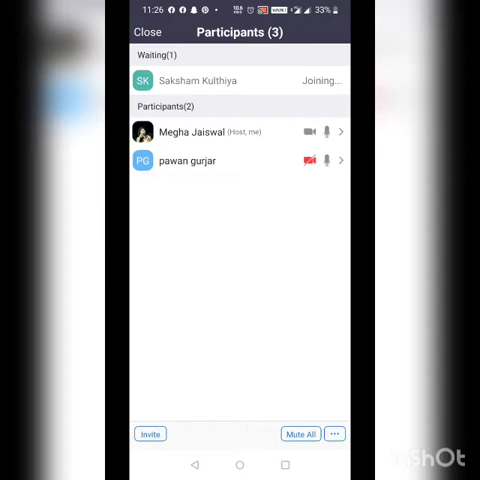 11:26
33%
Close
Participants (3)
Waiting(1)
SK
Saksham Kulthiya
Joining...
Participants(2)
Megha Jaiswal (Host, me)
PG
pawan gurjar
Invite
Mute All
...